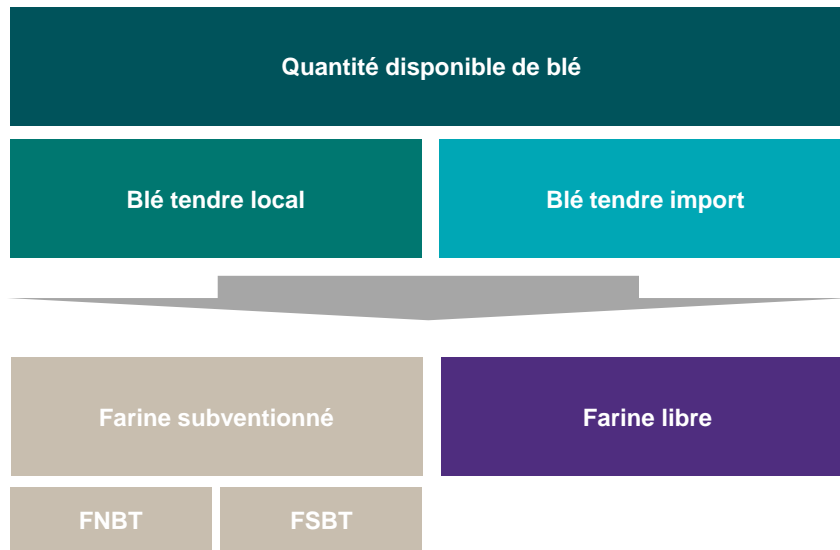 Quantité disponible de blé
Blé tendre local
Blé tendre import
Farine subventionné
Farine libre
FNBT
FSBT